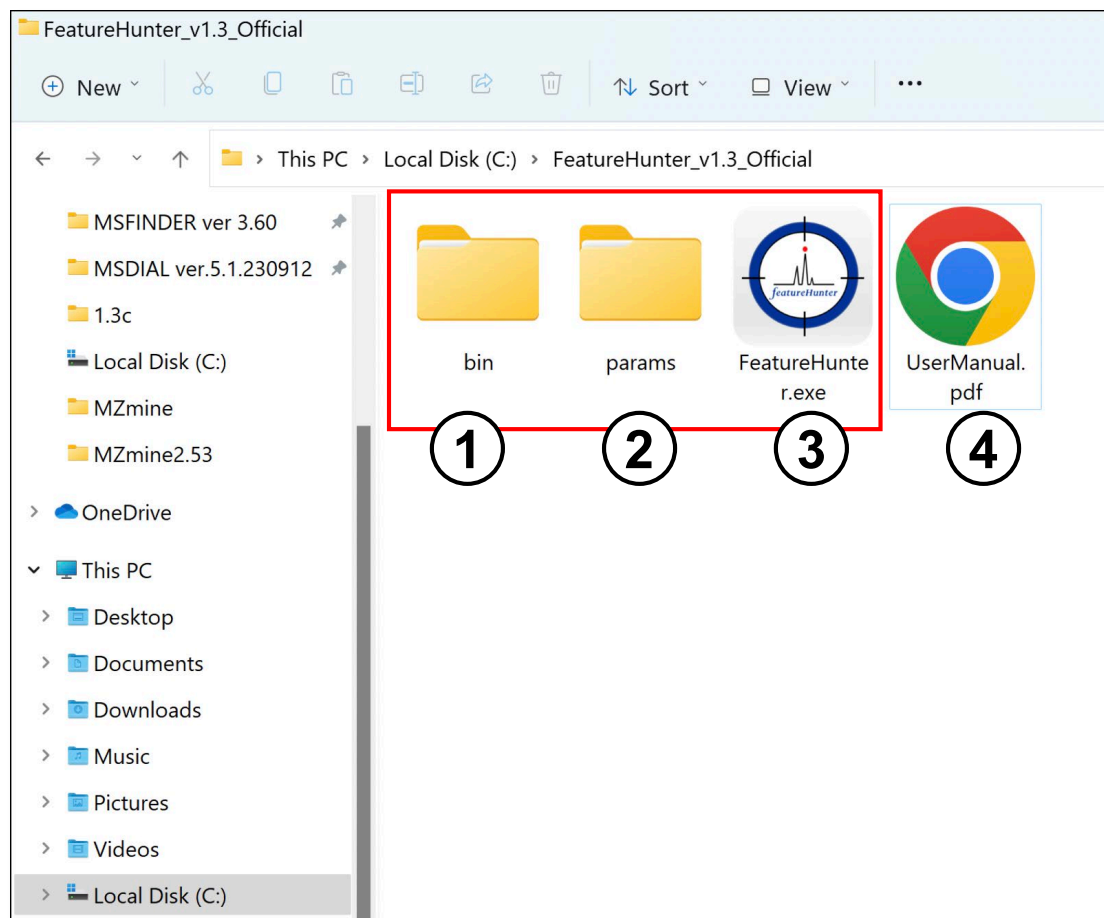 FeatureHunter_v1.3_Official
New Sort View ...
This PC > Local Disk (C:) > FeatureHunter_v1.3_Official
MSFINDER ver 3.60
MSDIAL ver.5.1.230912
1.3c
Local Disk (C:)
MZmine
MZmine2.53
OneDrive
This PC
Desktop
Documents
Downloads
Music
Pictures
Videos
Local Disk (C:)
featureHunter
bin
params
FeatureHunte
r.exe
UserManual.
pdf
1
2
3
4